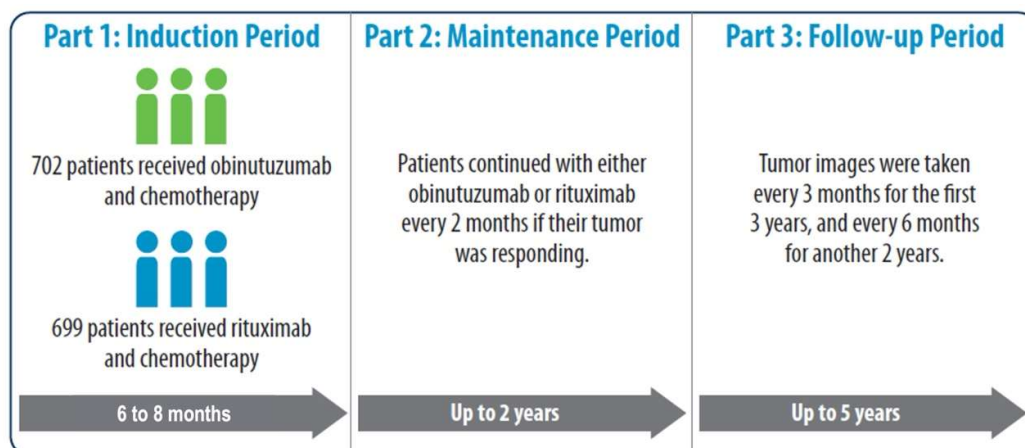 Part 1: Induction Period
702 patients received obinutuzumab
and chemotherapy
699 patients received rituximab
and chemotherapy
6 to 8 months
Part 2: Maintenance Period
Patients continued with either
obinutuzumab or rituximab
every 2 months if their tumor
was responding.
Up to 2 years
Part 3: Follow-up Period
Tumor images were taken
every 3 months for the first
3 years, and every 6 months
for another 2 years.
Up to 5 years